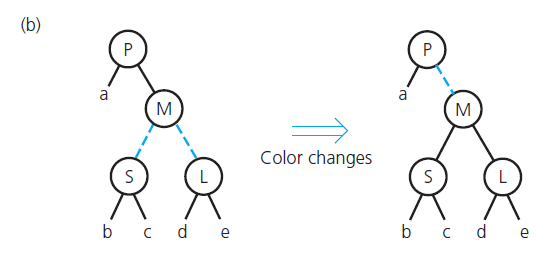 (b)
P P
a M a M
Color changes
S L S L
b c d e b c d e